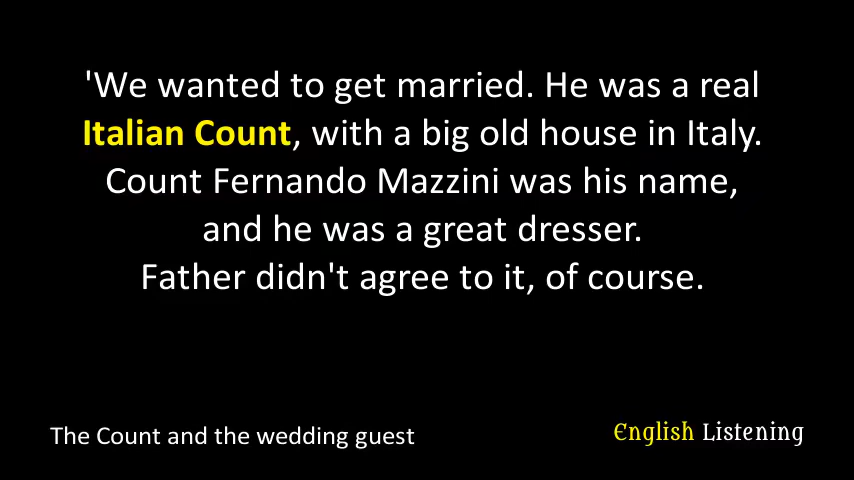 'We wanted to get married. He was a real
Italian Count, with a big old house in Italy.
Count Fernando Mazzini was his name,
and he was a great dresser.
Father didn't agree to it, of course.
The Count and the wedding guest
English Listening